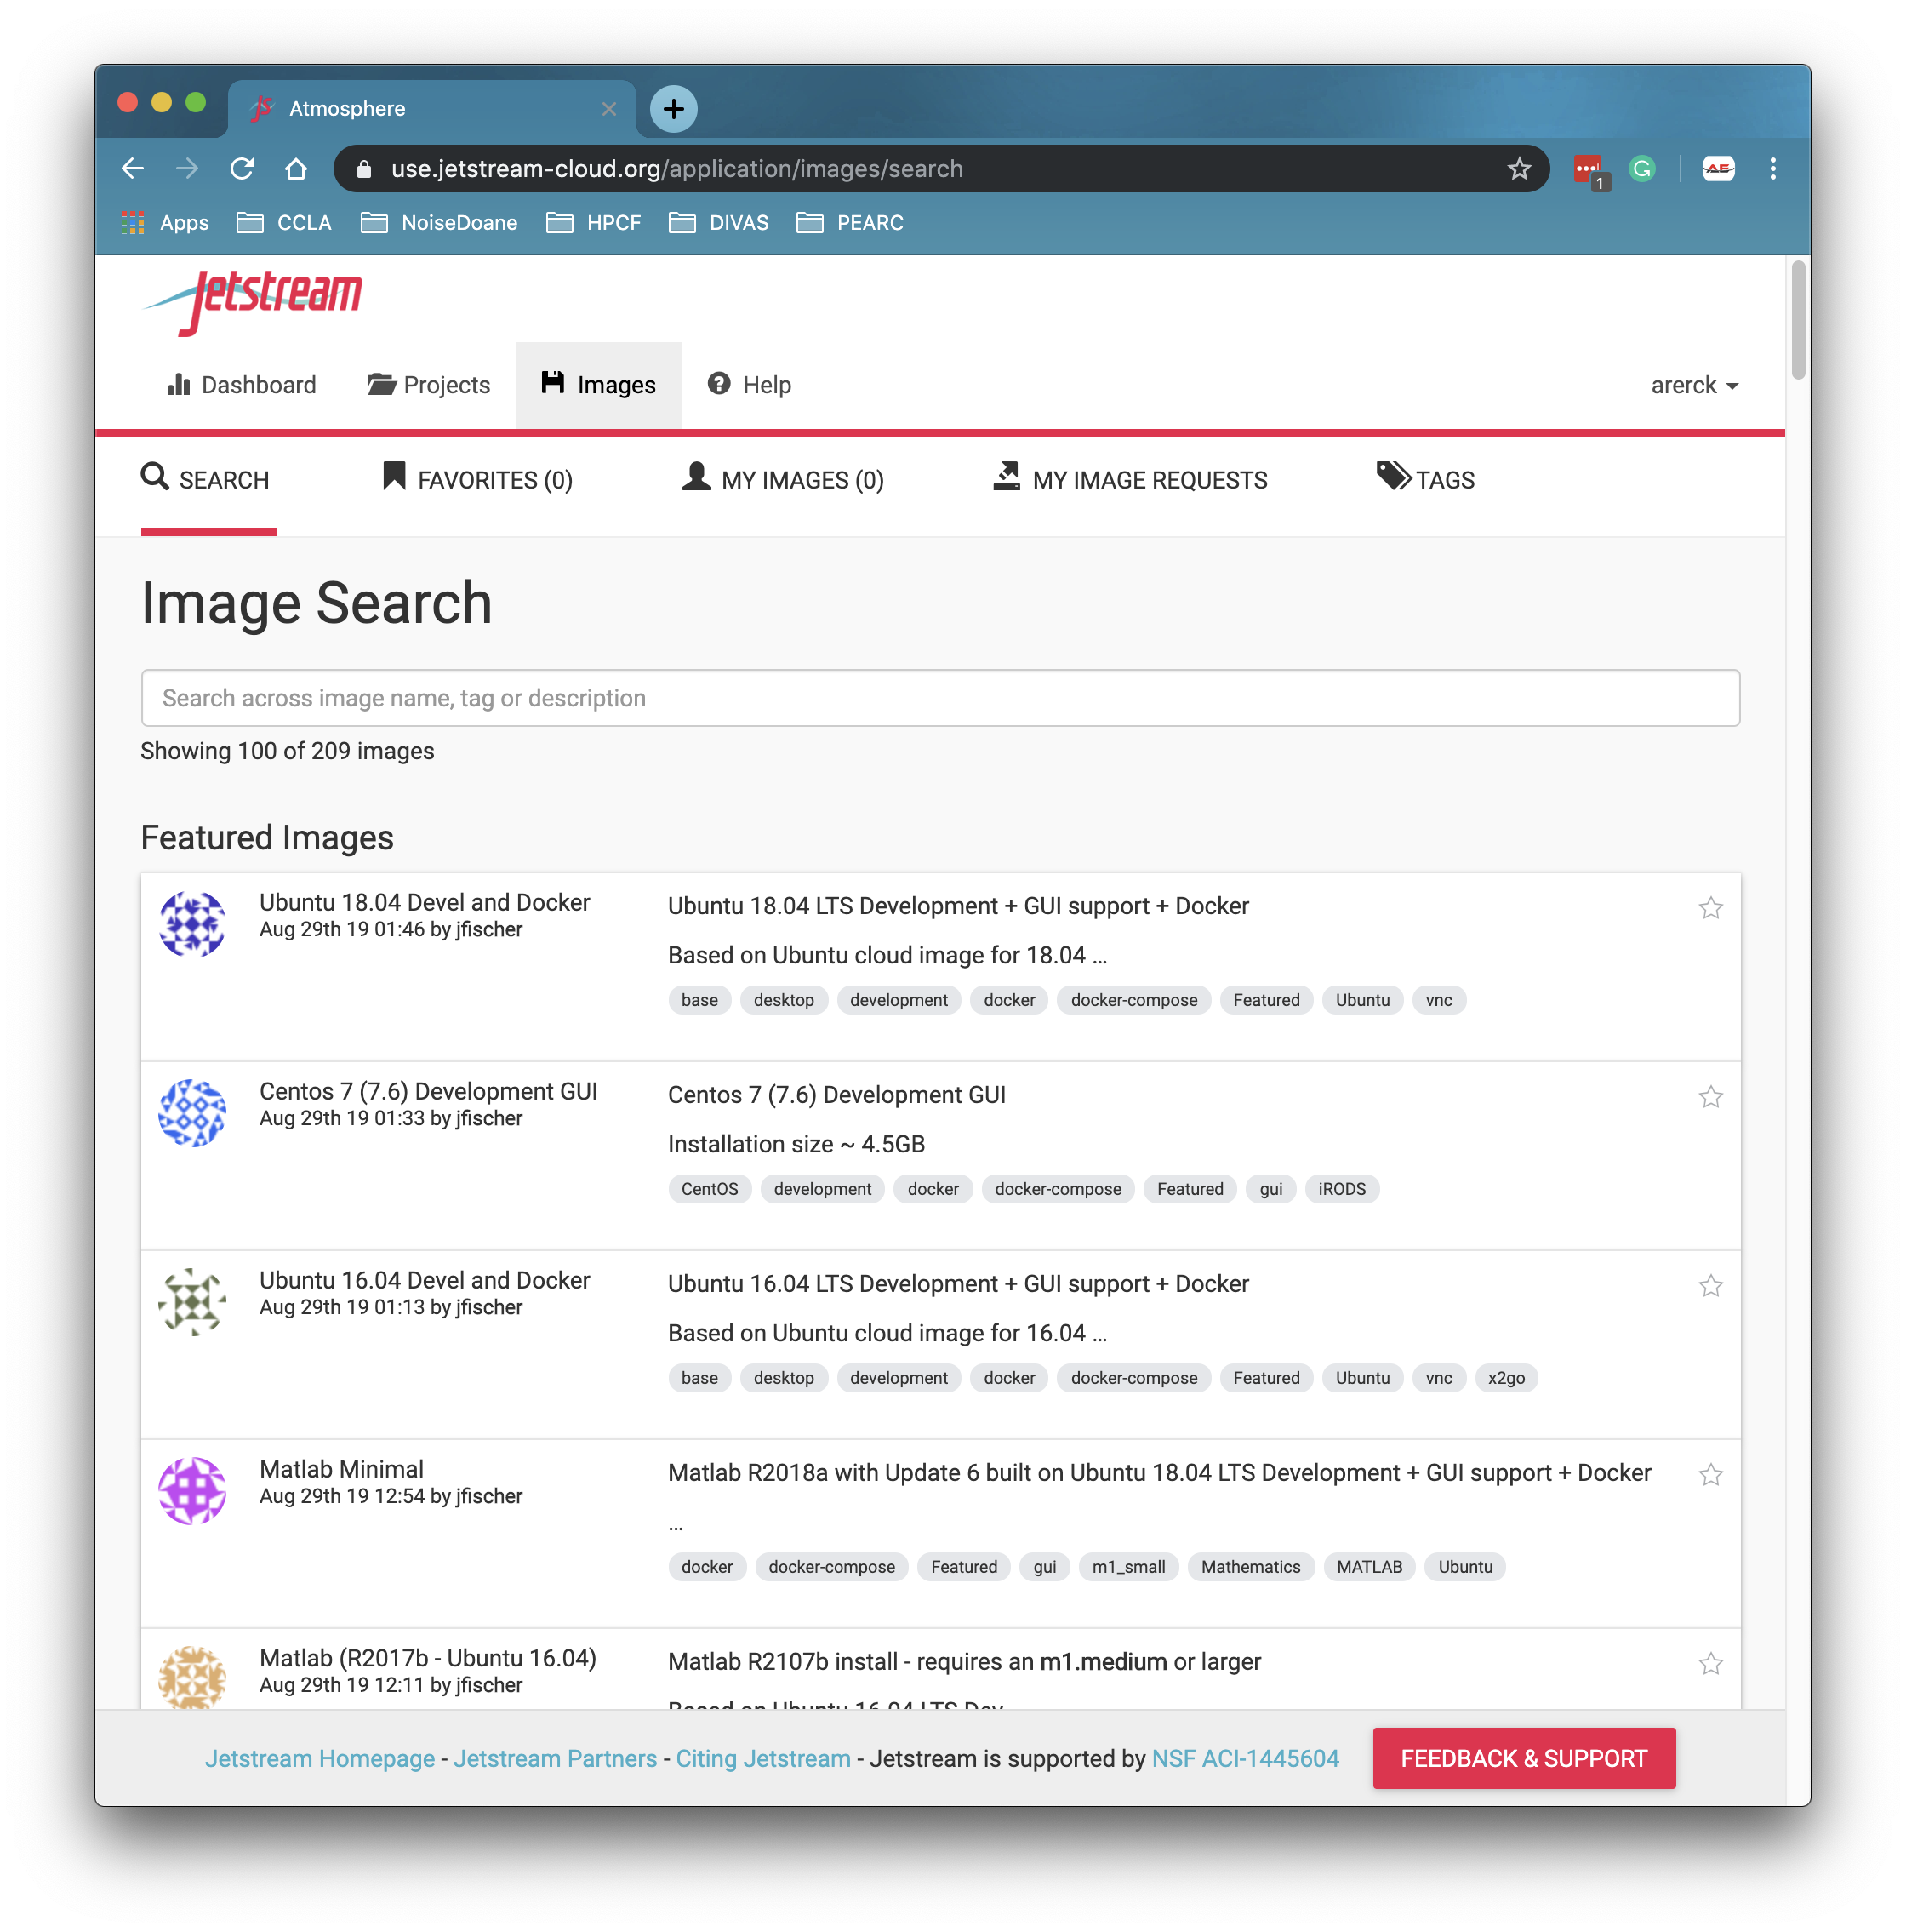 Atmosphere
use.jetstream-cloud.org/application/images/search
1
Apps CCLA NoiseDoane HPCF DIVAS PEARC
Jetstream
Dashboard Projects Images Help arerck
SEARCH FAVORITES (0) MY IMAGES (0) MY IMAGE REQUESTS TAGS
Image Search
Search across image name, tag or description
Showing 100 of 209 images
Featured Images
Ubuntu 18.04 Devel and Docker
Aug 29th 19 01:46 by jfischer
Ubuntu 18.04 LTS Development + GUI support + Docker
Based on Ubuntu cloud image for 18.04 ...
base desktop development docker docker-compose Featured Ubuntu vnc
Centos 7 (7.6) Development GUI
Aug 29th 19 01:33 by jfischer
Centos 7 (7.6) Development GUI
Installation size ~ 4.5GB
CentOS development docker docker-compose Featured gui iRODS
Ubuntu 16.04 Devel and Docker
Aug 29th 19 01:13 by jfischer
Ubuntu 16.04 LTS Development + GUI support + Docker
Based on Ubuntu cloud image for 16.04 ...
base desktop development docker docker-compose Featured Ubuntu vnc x2go
Matlab Minimal
Aug 29th 19 12:54 by jfischer
Matlab R2018a with Update 6 built on Ubuntu 18.04 LTS Development + GUI support + Docker
...
docker docker-compose Featured gui m1_small Mathematics MATLAB Ubuntu
Matlab (R2017b - Ubuntu 16.04)
Aug 29th 19 12:11 by jfischer
Matlab R2107b install - requires an m1.medium or larger
Based on Ubuntu 16.04 LTS Dev
Jetstream Homepage - Jetstream Partners - Citing Jetstream - Jetstream is supported by NSF ACI-1445604
FEEDBACK & SUPPORT